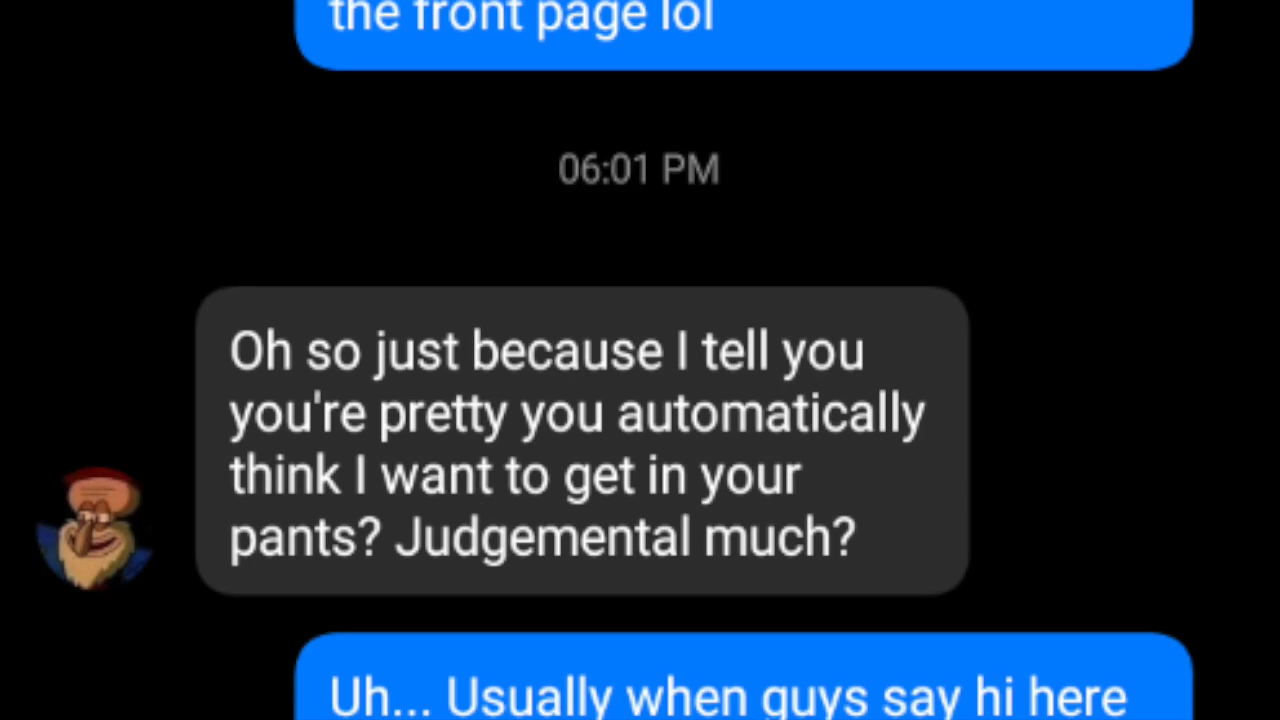 the front page lol
06:01 PM
Oh so just because I tell you
you're pretty you automatically
think I want to get in your
pants? Judgemental much?
Uh... Usually when guys say hi here